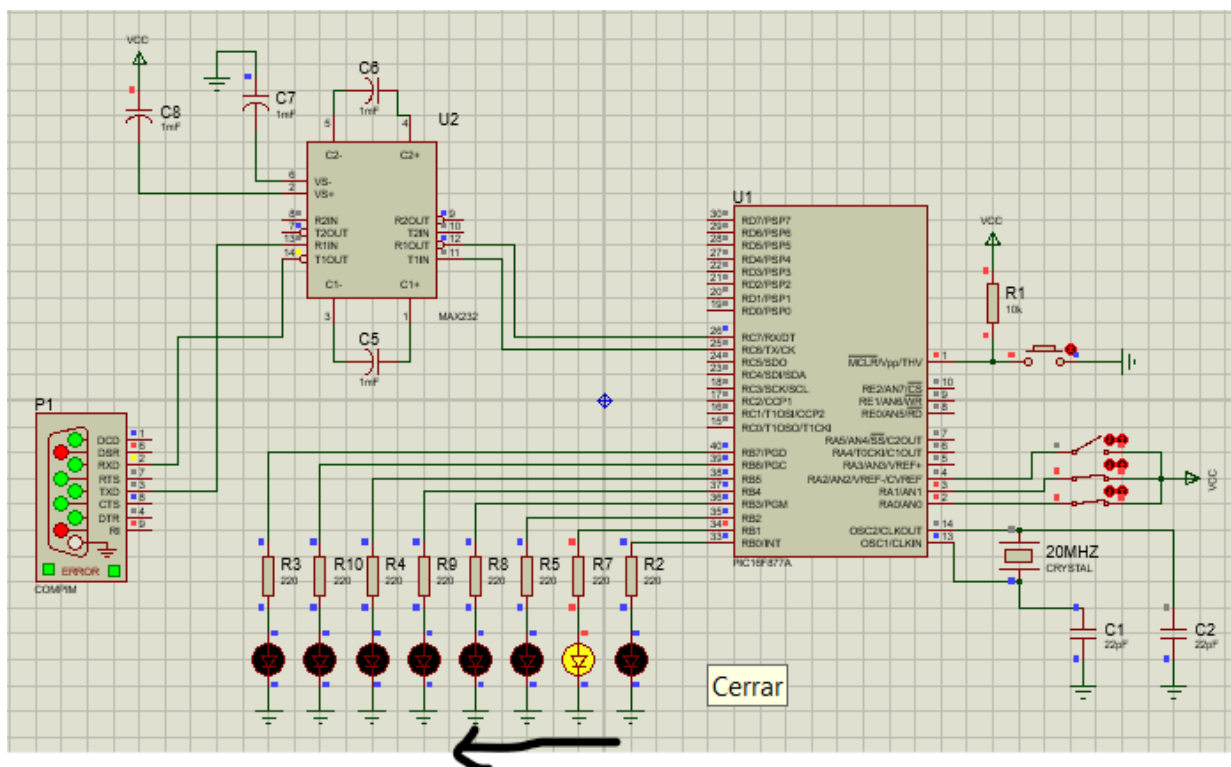 VCC
C8
1mF
C7
1mF
C6
1mF
U2
5
4
C2-
C2+
6
VS-
2
VS+
8
R2IN
R2OUT
9
7
T2OUT
T2IN
10
13
R1IN
R1OUT
12
14
T1OUT
T1IN
11
C1-
C1+
3
1
MAX232
C5
1mF
P1
DCD
1
DSR
6
RXD
2
RTS
7
TXD
3
CTS
8
DTR
4
RI
9
ERROR
COMPIM
U1
30
RD7/PSP7
29
RD6/PSP6
28
RD5/PSP5
27
RD4/PSP4
22
RD3/PSP3
21
RD2/PSP2
20
RD1/PSP1
19
RD0/PSP0
26
RC7/RX/DT
25
RC6/TX/CK
24
RC5/SDO
23
RC4/SDI/SDA
18
RC3/SCK/SCL
17
RC2/CCP1
16
RC1/T1OSI/CCP2
15
RC0/T1OSO/T1CKI
40
RB7/PGD
39
RB6/PGC
38
RB5
37
RB4
36
RB3/PGM
35
RB2
34
RB1
33
RB0/INT
MCLR/Vpp/THV
1
RE2/AN7/CS
10
RE1/AN6/WR
9
RE0/AN5/RD
8
RA5/AN4/SS/C2OUT
7
RA4/T0CKI/C1OUT
6
RA3/AN3/VREF+
5
RA2/AN2/VREF-/CVREF
4
RA1/AN1
3
RA0/AN0
2
OSC2/CLKOUT
14
OSC1/CLKIN
13
PIC16F877A
VCC
R1
10k
VCC
20MHZ
CRYSTAL
C1
22pF
C2
22pF
R3
220
R10
220
R4
220
R9
220
R8
220
R5
220
R7
220
R2
220
Cerrar